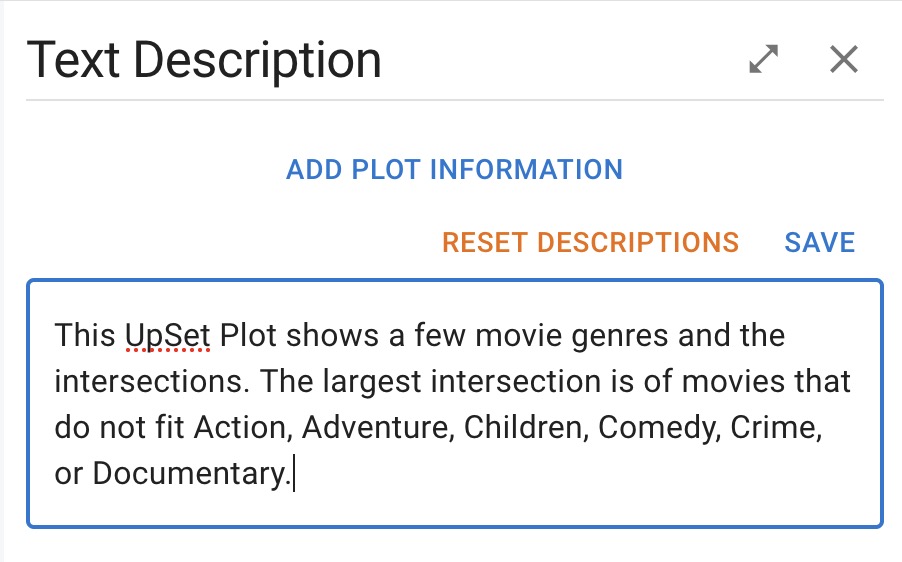 Text Description
ADD PLOT INFORMATION
RESET DESCRIPTIONS SAVE
This UpSet Plot shows a few movie genres and the
intersections. The largest intersection is of movies that
do not fit Action, Adventure, Children, Comedy, Crime,
or Documentary.